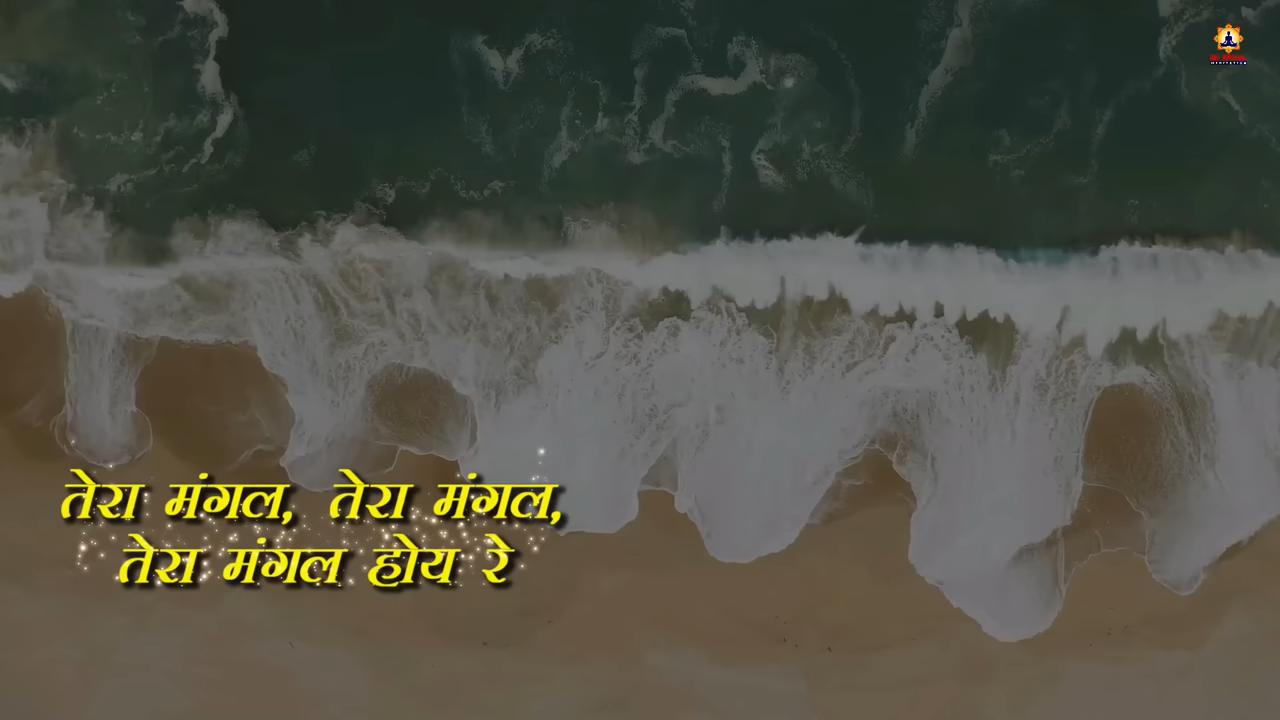 तेरा मंगल, तेरा मंगल,
तेरा मंगल होय रे